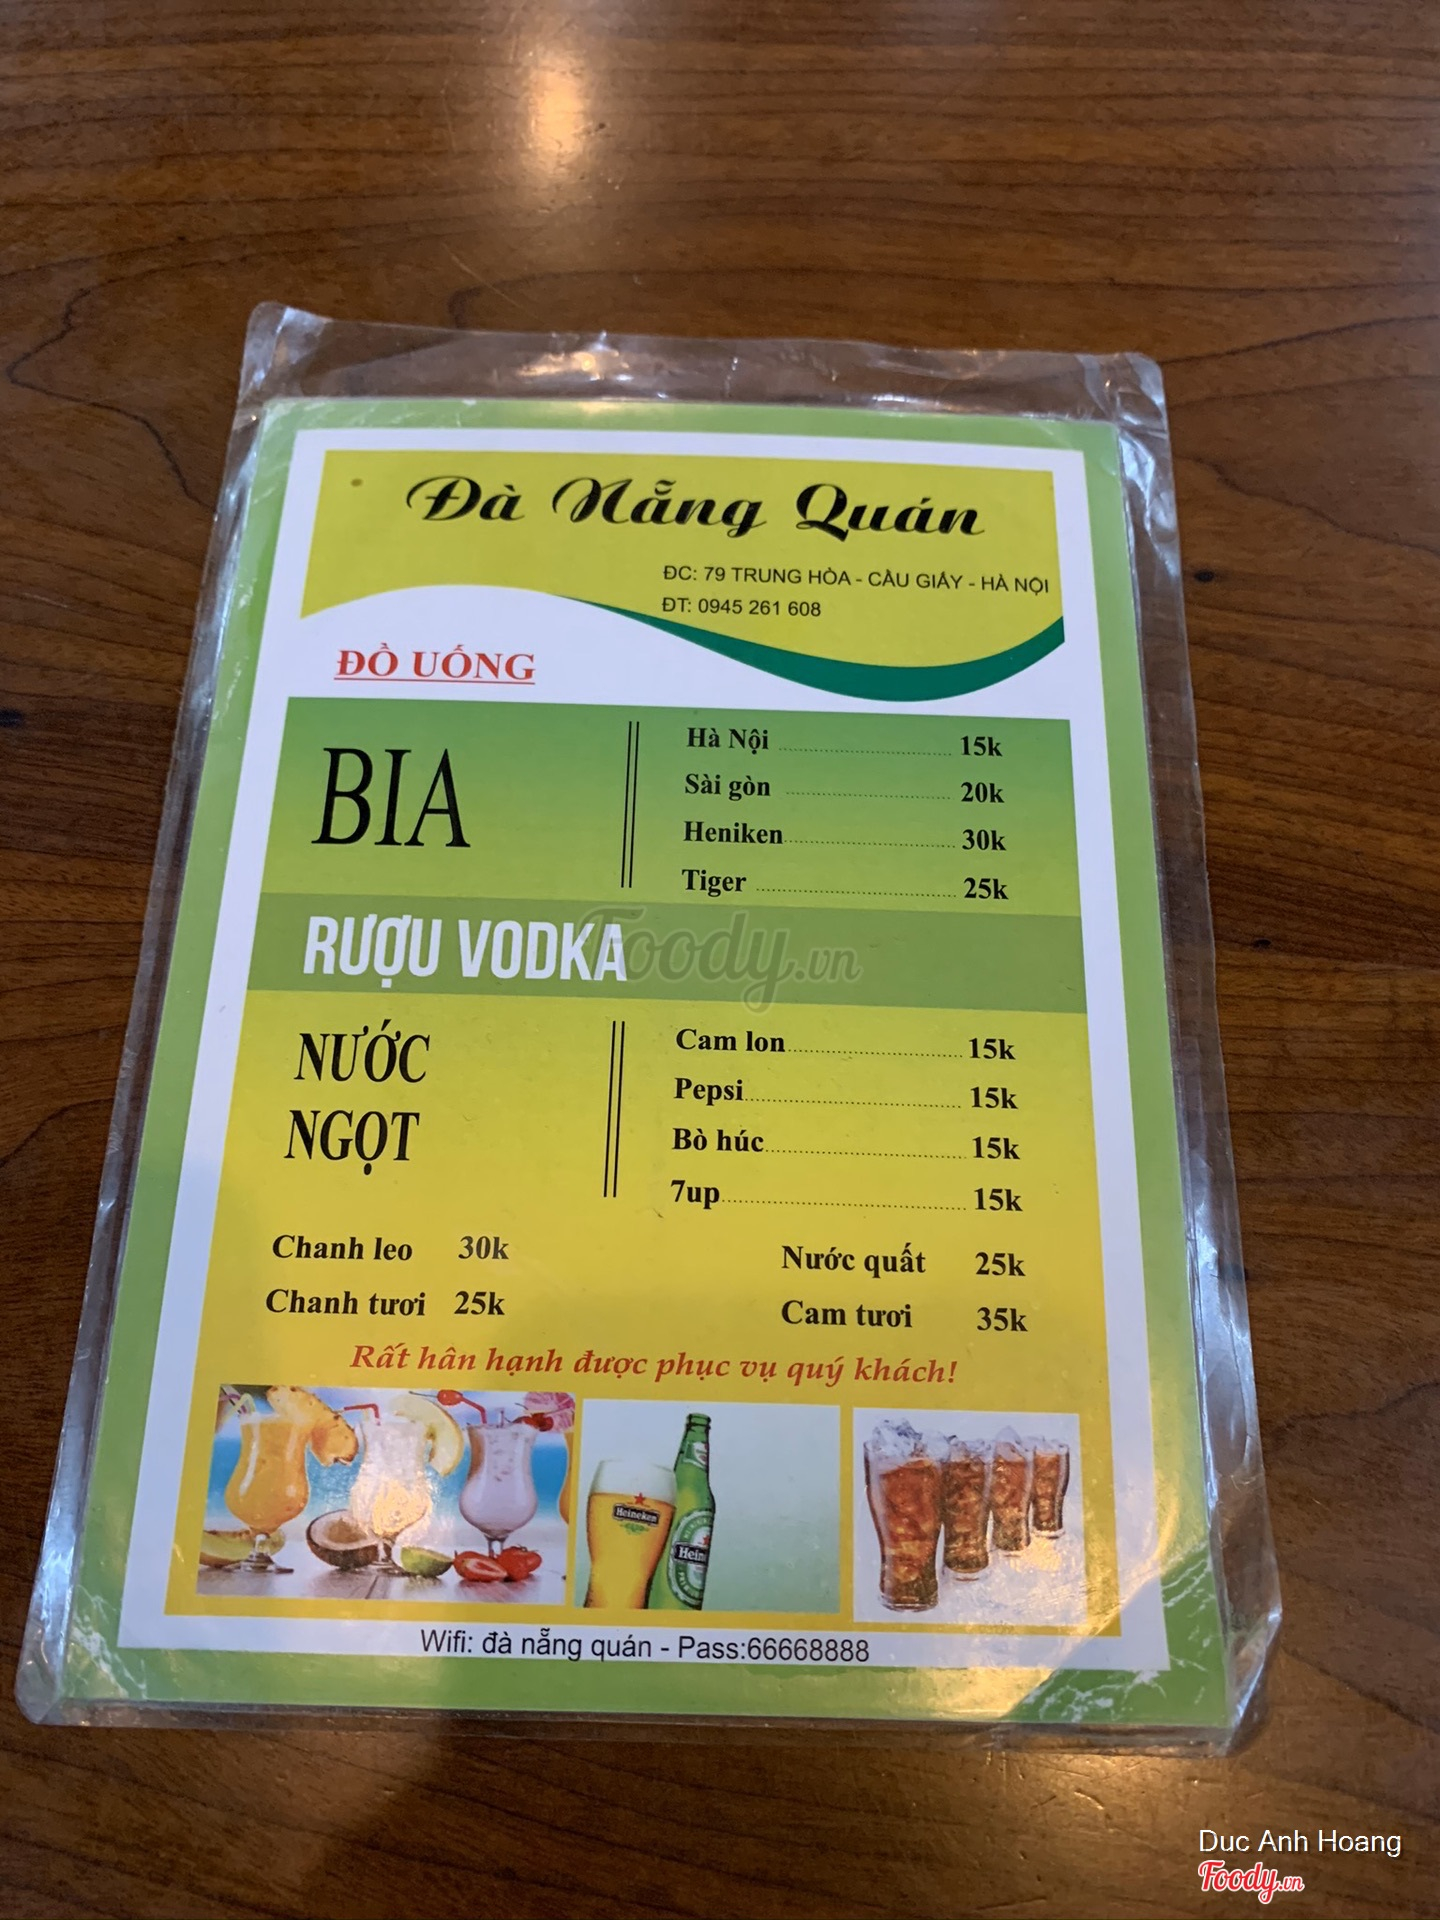 Đà Nẵng Quán
ĐC: 79 TRUNG HÒA - CẦU GIẤY - HÀ NỘI
ĐT: 0945 261 608
ĐỒ UỐNG
BIA
Hà Nội 15k
Sài gòn 20k
Heniken 30k
Tiger 25k
RƯỢU VODKA
Foody.vn
NƯỚC
NGỌT
Cam lon 15k
Pepsi 15k
Bò húc 15k
7up 15k
Chanh leo 30k
Nước quất 25k
Chanh tươi 25k
Cam tươi 35k
Rất hân hạnh được phục vụ quý khách!
Heineken
Hein
Wifi: đà nẵng quán - Pass:66668888
Duc Anh Hoang
Foody.vn